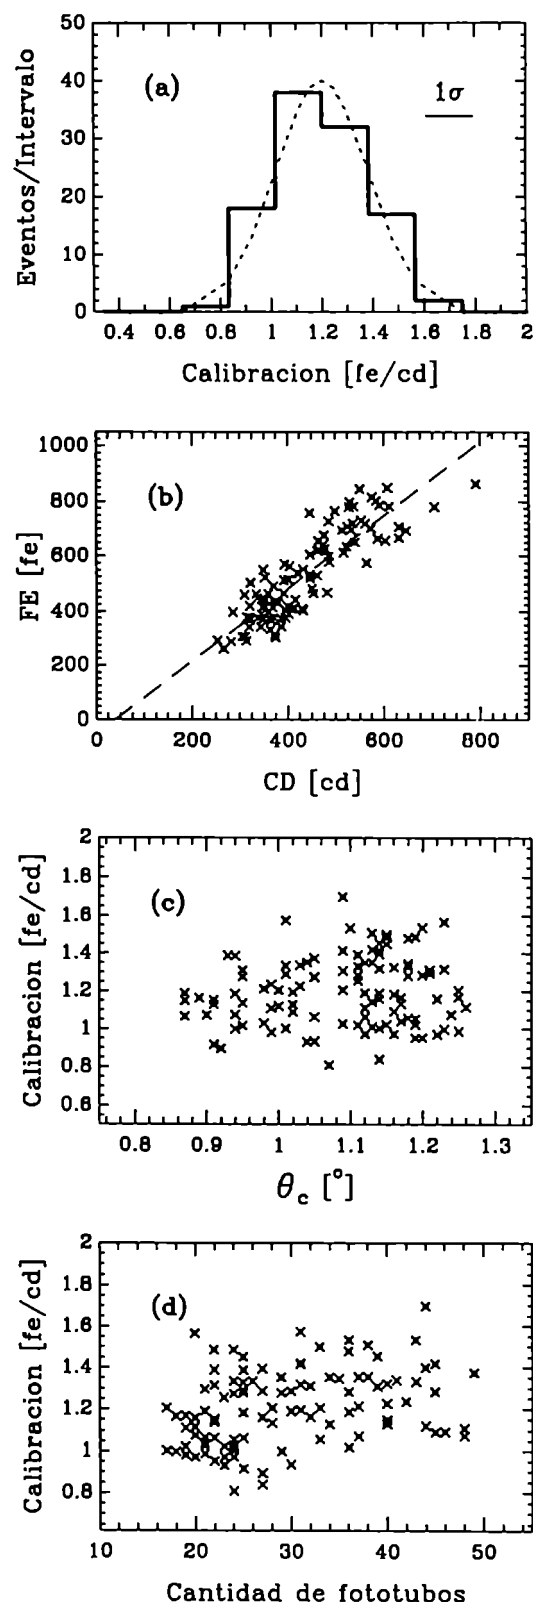 50
40
30
20
10
0
Eventos/Intervalo
(a)
1σ
0.4 0.6 0.8 1 1.2 1.4 1.6 1.8 2
Calibracion [fe/cd]
1000
800
600
400
200
0
FE [fe]
(b)
0 200 400 600 800
CD [cd]
2
1.8
1.6
1.4
1.2
1
0.8
0.6
Calibracion [fe/cd]
(c)
0.8 0.9 1 1.1 1.2 1.3
θc [°]
2
1.8
1.6
1.4
1.2
1
0.8
Calibracion [fe/cd]
(d)
10 20 30 40 50
Cantidad de fototubos